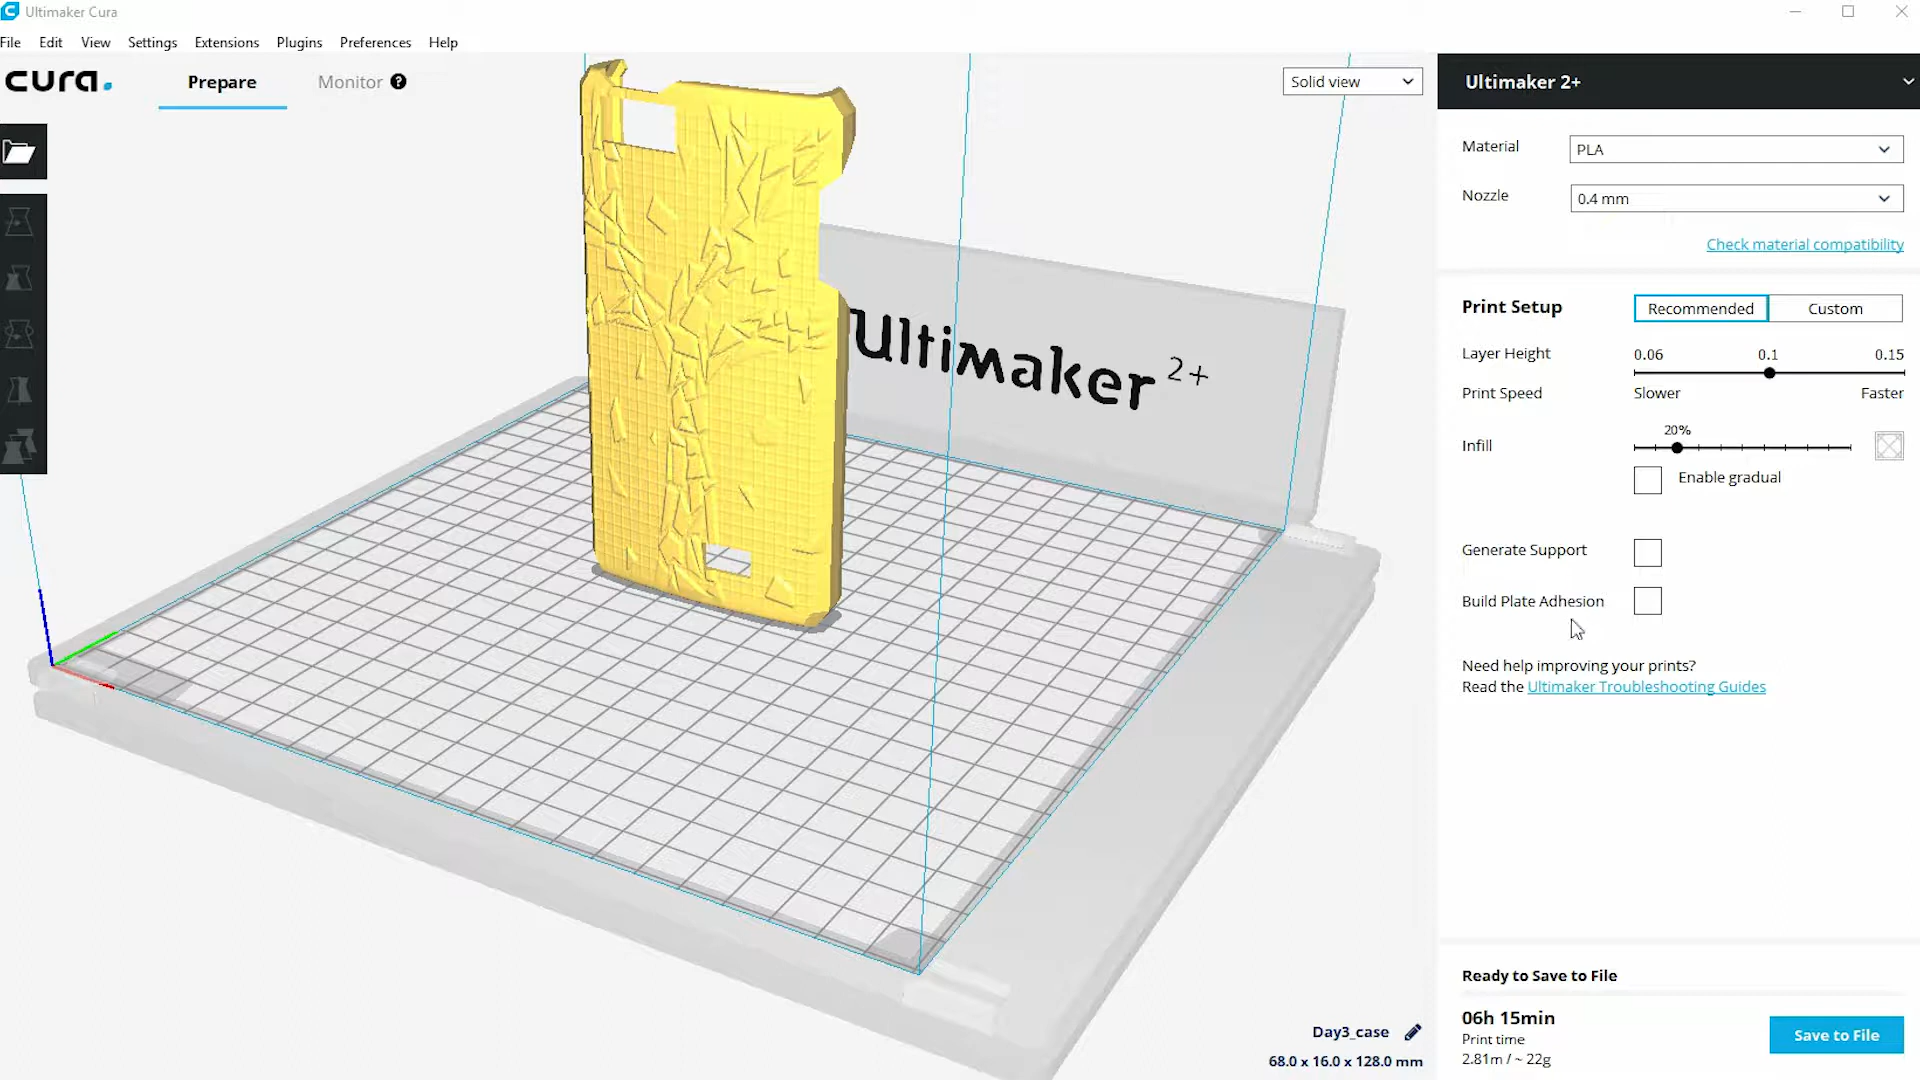 Ultimaker Cura
File Edit View Settings Extensions Plugins Preferences Help
cura.
Prepare
Monitor ?
Solid view
Ultimaker 2+
Material
PLA
Nozzle
0.4 mm
Check material compatibility
Print Setup
Recommended
Custom
Layer Height
0.06 0.1 0.15
Print Speed
Slower Faster
20%
Infill
Enable gradual
Generate Support
Build Plate Adhesion
Need help improving your prints?
Read the Ultimaker Troubleshooting Guides
Ultimaker 2+
Ready to Save to File
06h 15min
Print time
2.81m / ~ 22g
Save to File
Day3_case
68.0 x 16.0 x 128.0 mm